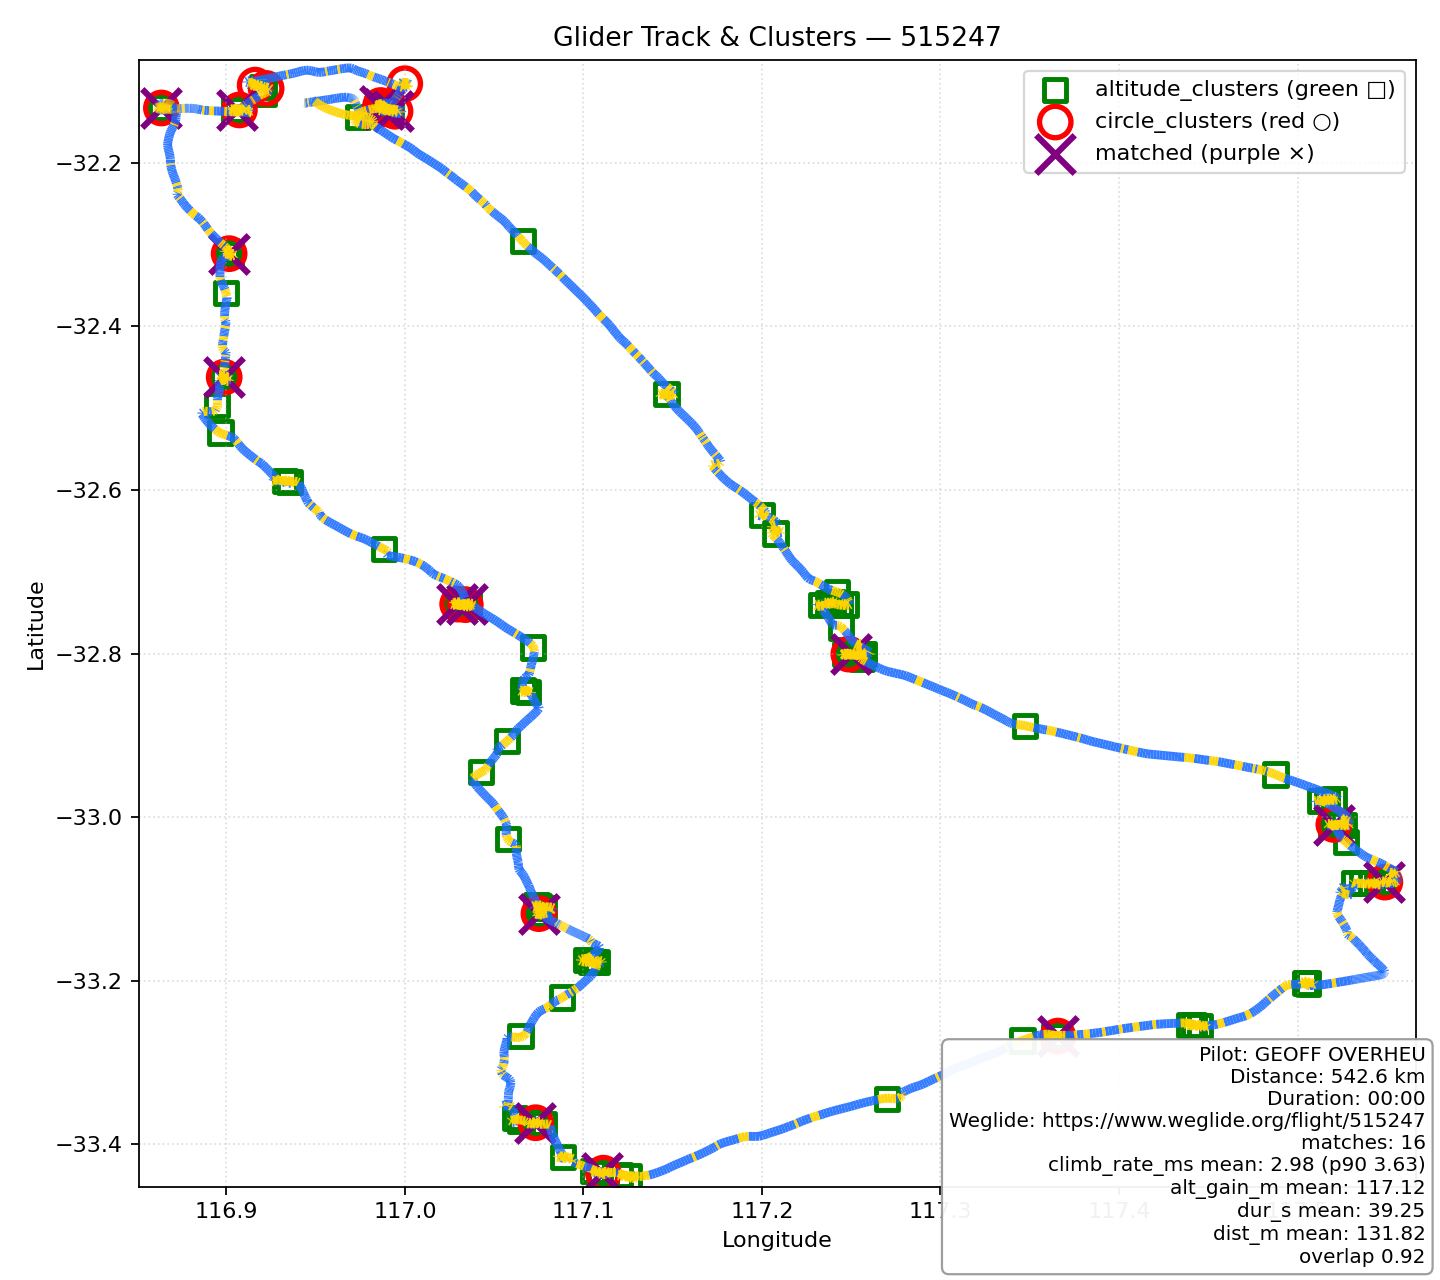 Glider Track & Clusters — 515247
altitude_clusters (green □)
circle_clusters (red ○)
matched (purple ×)
Latitude
−32.2
−32.4
−32.6
−32.8
−33.0
−33.2
−33.4
116.9
117.0
117.1
117.2
117.3
117.4
Longitude
Pilot: GEOFF OVERHEU
Distance: 542.6 km
Duration: 00:00
Weglide: https://www.weglide.org/flight/515247
matches: 16
climb_rate_ms mean: 2.98 (p90 3.63)
alt_gain_m mean: 117.12
dur_s mean: 39.25
dist_m mean: 131.82
overlap 0.92